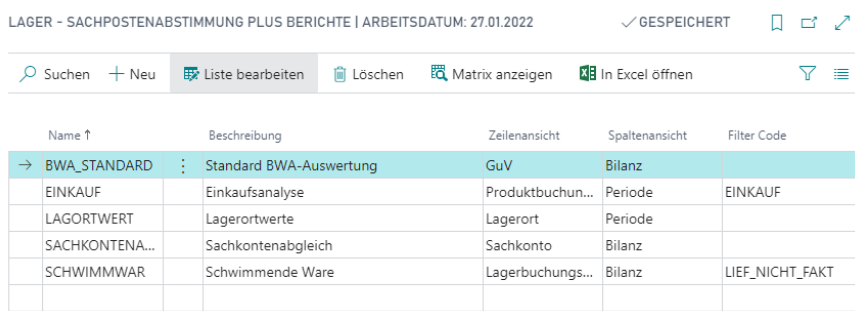 LAGER - SACHPOSTENABSTIMMUNG PLUS BERICHTE | ARBEITSDATUM: 27.01.2022 GESPEICHERT
Suchen Neu Liste bearbeiten Löschen Matrix anzeigen In Excel öffnen
Name ↑ Beschreibung Zeilenansicht Spaltenansicht Filter Code
→ BWA_STANDARD Standard BWA-Auswertung GuV Bilanz
EINKAUF Einkaufsanalyse Produktbuchun... Periode EINKAUF
LAGORTWERT Lagerortwerte Lagerort Periode
SACHKONTENA... Sachkontenabgleich Sachkonto Bilanz
SCHWIMMWAR Schwimmende Ware Lagerbuchungs... Bilanz LIEF_NICHT_FAKT